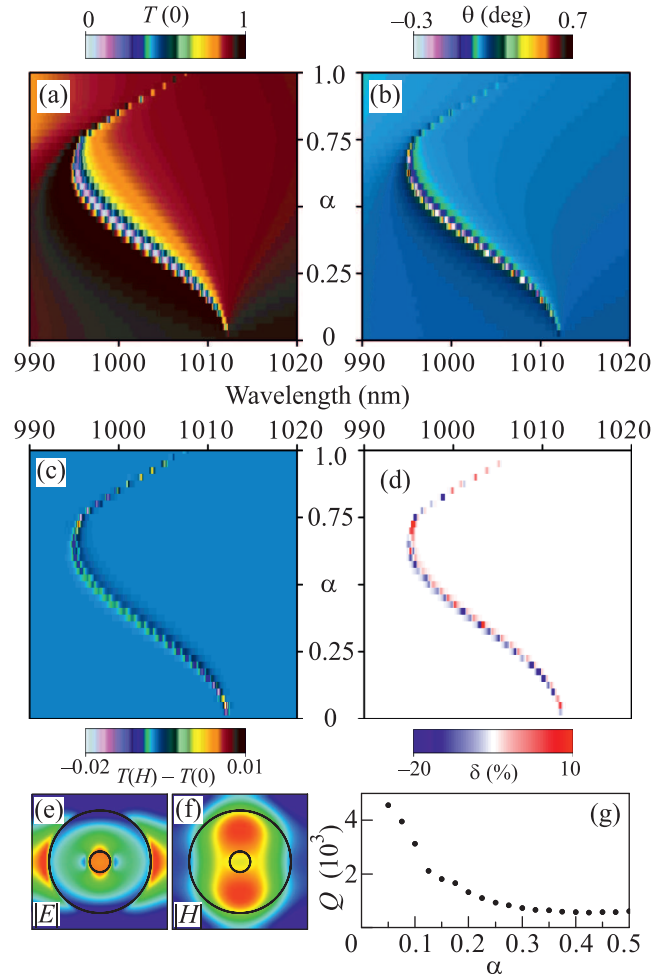 0 T (0) 1
−0.3 θ (deg) 0.7
(a) 1.0 (b)
0.75
α
0.25
0
990 1000 1010 1020 990 1000 1010 1020
Wavelength (nm)
990 1000 1010 1020 990 1000 1010 1020
(c) 1.0 (d)
0.75
α
0.25
0
−0.02 T(H) − T(0) 0.01
−20 δ (%) 10
(e) (f) (g)
|E| |H|
Q (10³)
4
2
0 0.1 0.2 0.3 0.4 0.5
α